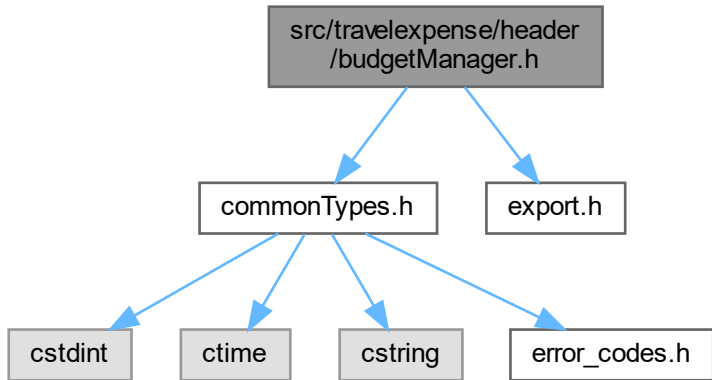 src/travelexpense/header
/budgetManager.h
commonTypes.h
export.h
cstdint
ctime
cstring
error_codes.h